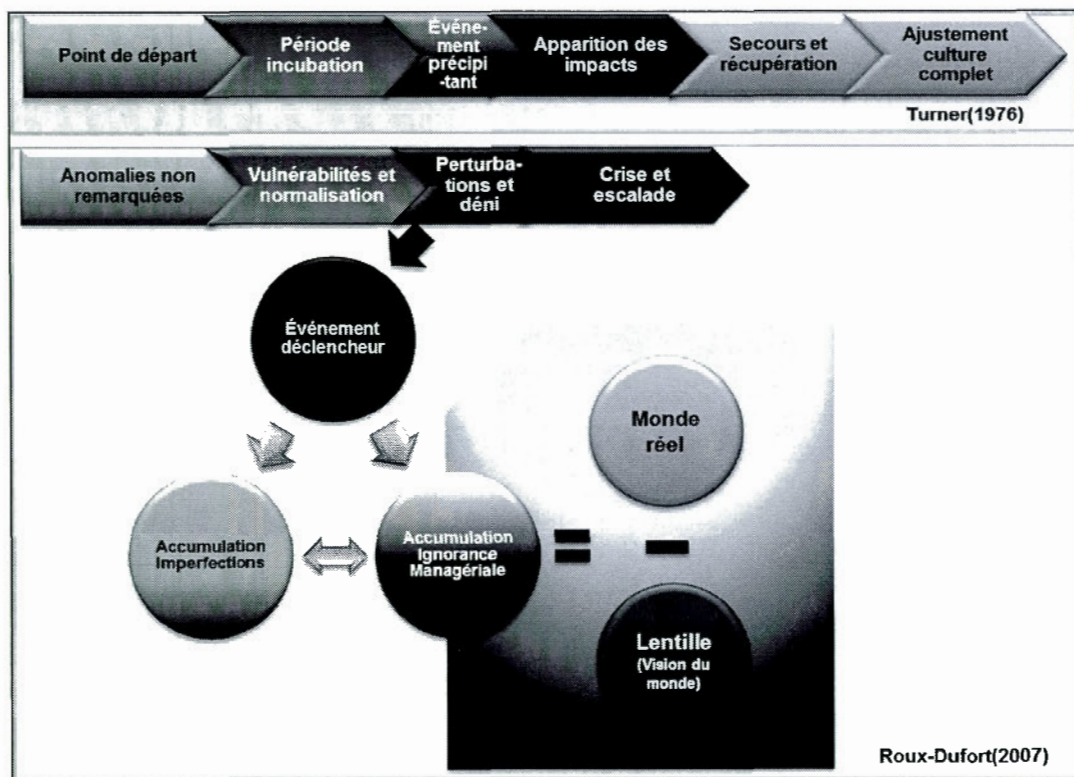 Point de départ
Période
incubation
Événe-
ment
précipi
-tant
Apparition des
impacts
Secours et
récupération
Ajustement
culture
complet
Turner(1976)
Anomalies non
remarquées
Vulnérabilités et
normalisation
Perturba-
tions et
déni
Crise et
escalade
Événement
déclencheur
Monde
réel
Accumulation
Imperfections
Accumulation
Ignorance
Managériale
=
-
Lentille
(Vision du
monde)
Roux-Dufort(2007)